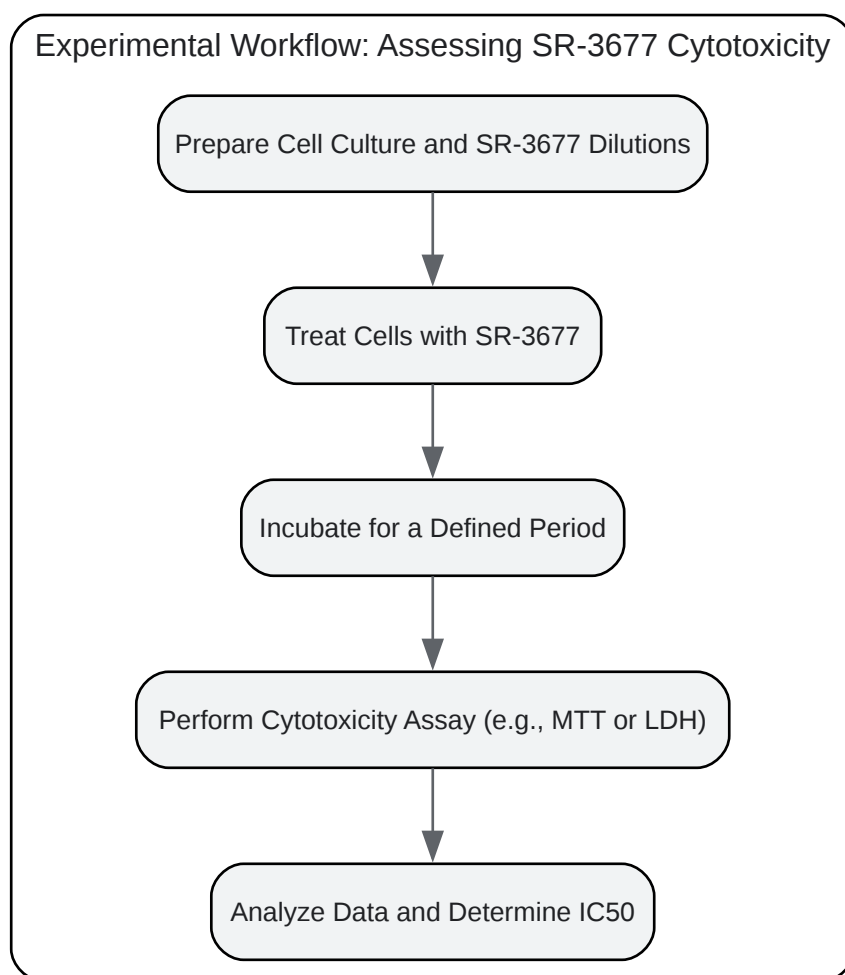 Experimental Workflow: Assessing SR-3677 Cytotoxicity
Prepare Cell Culture and SR-3677 Dilutions
Treat Cells with SR-3677
Incubate for a Defined Period
Perform Cytotoxicity Assay (e.g., MTT or LDH)
Analyze Data and Determine IC50